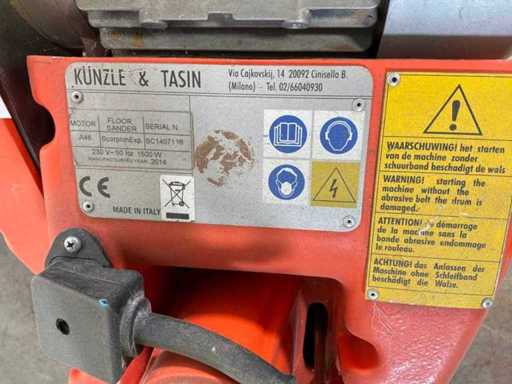 KÜNZLE & TASIN
Via Cajkovskij, 14 20092 Cinisello B.
(Milano) - Tel. 02/66040930
MOTOR
FLOOR SANDER
SERIAL N.
ScorpionExp.
230 V~50 Hz 1500 W
MANUFACTURING YEAR 2014
CE
MADE IN ITALY
WAARSCHUWING! het starten
van de machine zonder
schuurband beschadigt de wals
WARNING! starting the
machine without the
abrasive belt the drum is
damaged.
ATTENTION! le démarrage
de la machine sans la
bande abrasive endommage
le rouleau.
ACHTUNG! das Anlassen der
Maschine ohne Schleifband
beschädigt die Walze.